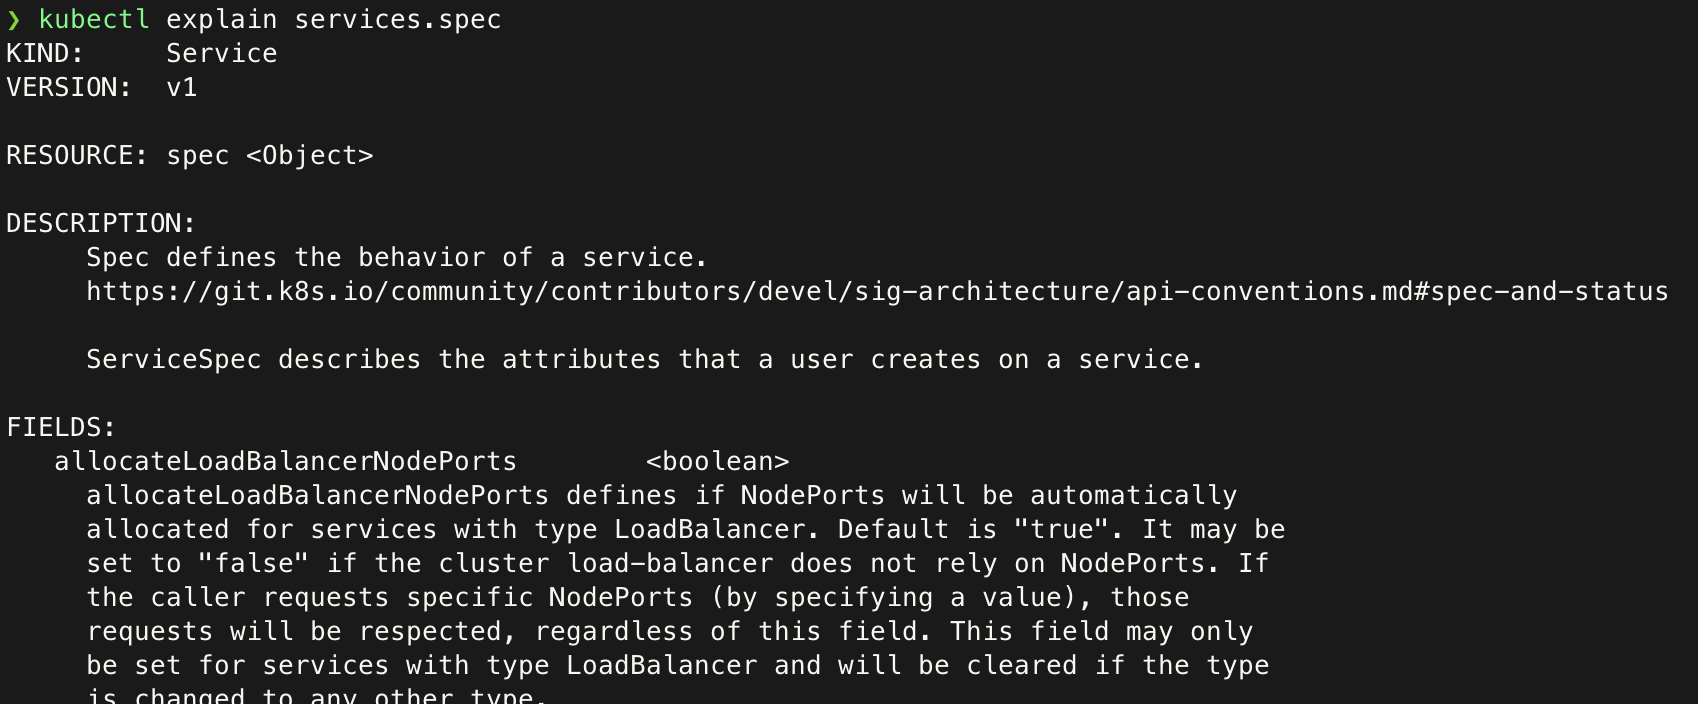 ❯ kubectl explain services.spec
KIND:     Service
VERSION:  v1
RESOURCE: spec <Object>
DESCRIPTION:
Spec defines the behavior of a service.
https://git.k8s.io/community/contributors/devel/sig-architecture/api-conventions.md#spec-and-status
ServiceSpec describes the attributes that a user creates on a service.
FIELDS:
allocateLoadBalancerNodePorts        <boolean>
allocateLoadBalancerNodePorts defines if NodePorts will be automatically
allocated for services with type LoadBalancer. Default is "true". It may be
set to "false" if the cluster load-balancer does not rely on NodePorts. If
the caller requests specific NodePorts (by specifying a value), those
requests will be respected, regardless of this field. This field may only
be set for services with type LoadBalancer and will be cleared if the type
is changed to any other type.